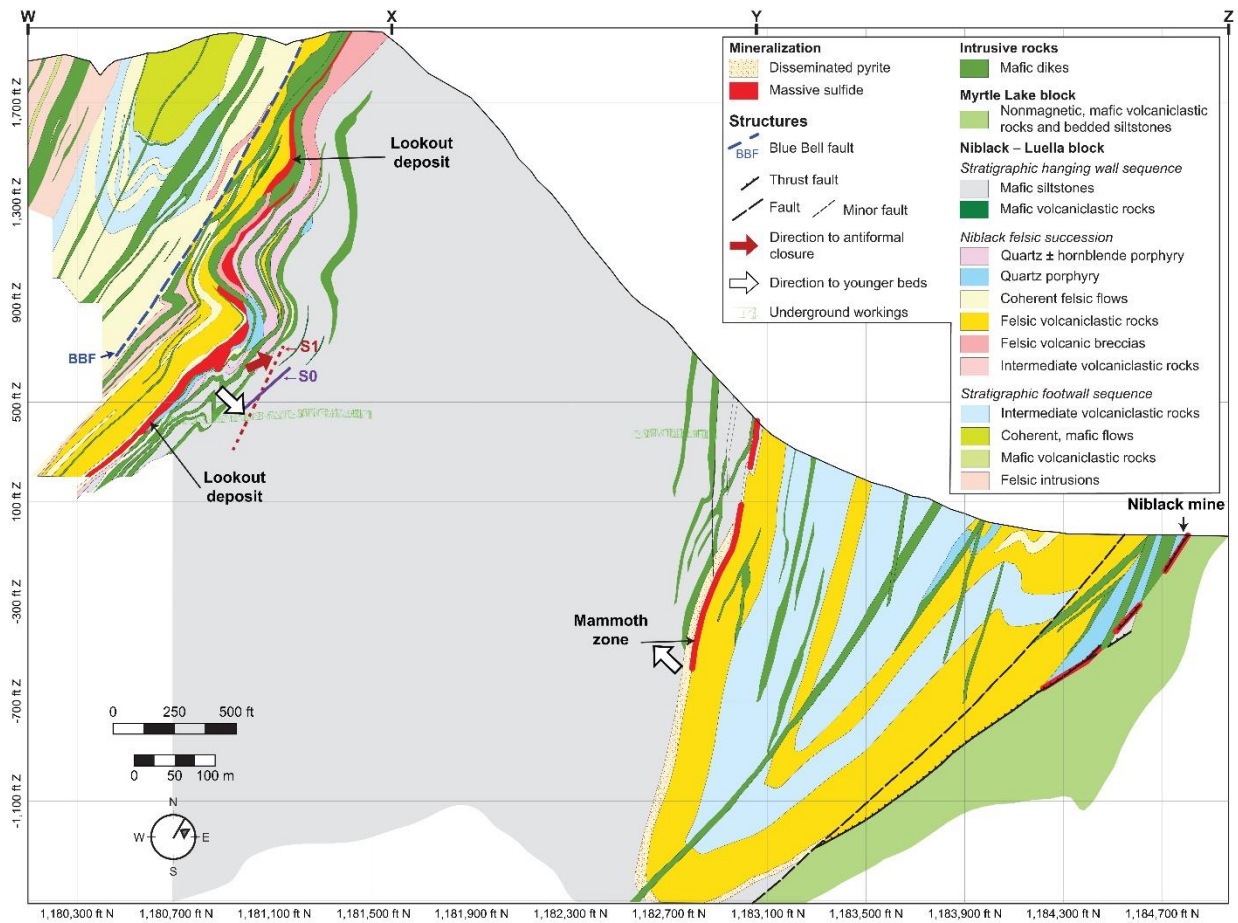 W
X
Y
Z
1,700 ft Z
1,300 ft Z
900 ft Z
500 ft Z
100 ft Z
-300 ft Z
-700 ft Z
-1,100 ft Z
Lookout
deposit
BBF
S1
S0
Lookout
deposit
Mammoth
zone
Niblack mine
Mineralization
Disseminated pyrite
Massive sulfide
Structures
BBF Blue Bell fault
Thrust fault
Fault
Minor fault
Direction to antiformal
closure
Direction to younger beds
Underground workings
Intrusive rocks
Mafic dikes
Myrtle Lake block
Nonmagnetic, mafic volcaniclastic
rocks and bedded siltstones
Niblack – Luella block
Stratigraphic hanging wall sequence
Mafic siltstones
Mafic volcaniclastic rocks
Niblack felsic succession
Quartz ± hornblende porphyry
Quartz porphyry
Coherent felsic flows
Felsic volcaniclastic rocks
Felsic volcanic breccias
Intermediate volcaniclastic rocks
Stratigraphic footwall sequence
Intermediate volcaniclastic rocks
Coherent, mafic flows
Mafic volcaniclastic rocks
Felsic intrusions
0 250 500 ft
0 50 100 m
N
W E
S
1,180,300 ft N 1,180,700 ft N 1,181,100 ft N 1,181,500 ft N 1,181,900 ft N 1,182,300 ft N 1,182,700 ft N 1,183,100 ft N 1,183,500 ft N 1,183,900 ft N 1,184,300 ft N 1,184,700 ft N